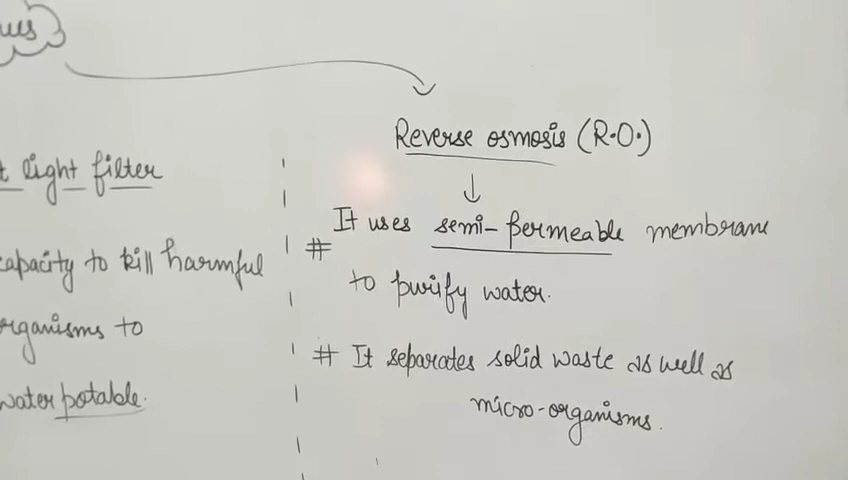 Reverse osmosis (R.O.)
light filter
It uses semi-permeable membrane
#
to purify water.
capacity to kill harmful
organisms to
water potable.
# It separates solid waste as well as
micro-organisms.